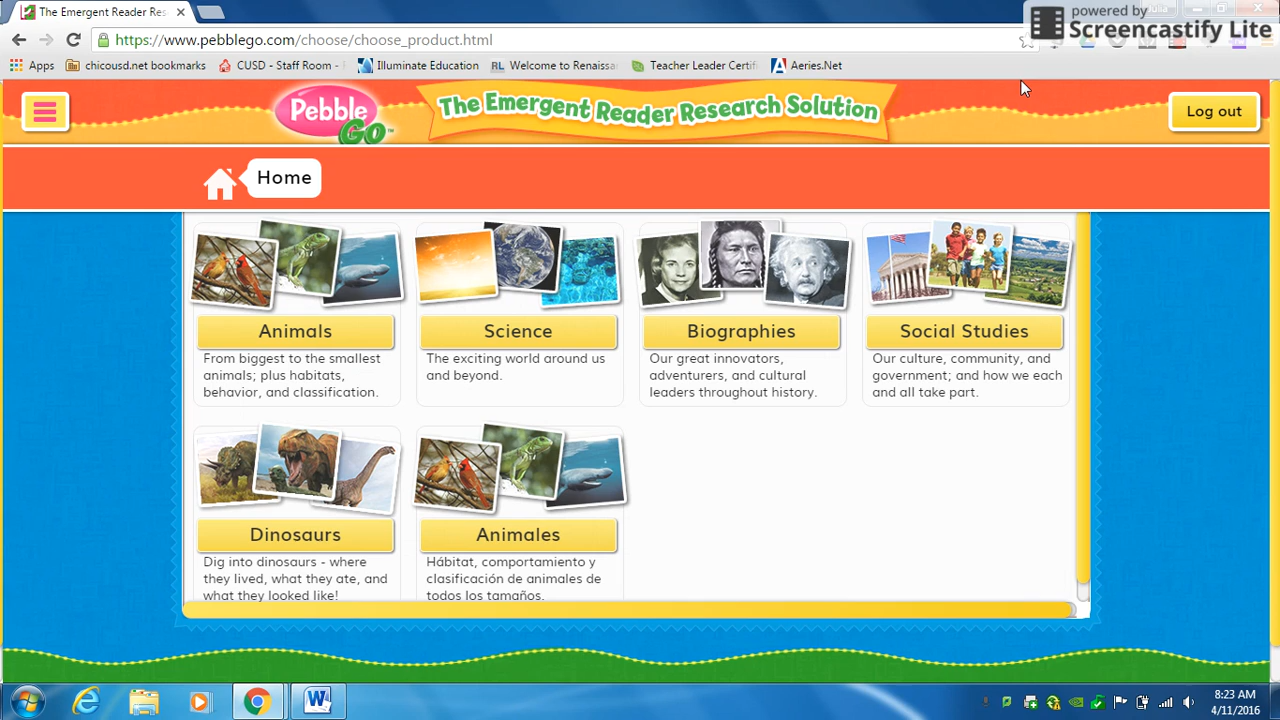 The Emergent Reader Res
powered by
Screencastify Lite
https://www.pebblego.com/choose/
Apps
chicousd.net bookmarks
CUSD - Staff Room -
Illuminate Education
RL Welcome to Renaissa
Teacher Leader Certifi
Aeries.Net
Pebble
Go™
The Emergent Reader Research Solution
Log out
Home
Animals
From biggest to the smallest
animals; plus habitats,
behavior, and classification.
Science
The exciting world around us
and beyond.
Biographies
Our great innovators,
adventurers, and cultural
leaders throughout history.
Social Studies
Our culture, community, and
government; and how we each
and all take part.
Dinosaurs
Dig into dinosaurs - where
they lived, what they ate, and
what they looked like!
Animales
Hábitat, comportamiento y
clasificación de animales de
todos los tamaños.
8:23 AM
4/11/2016